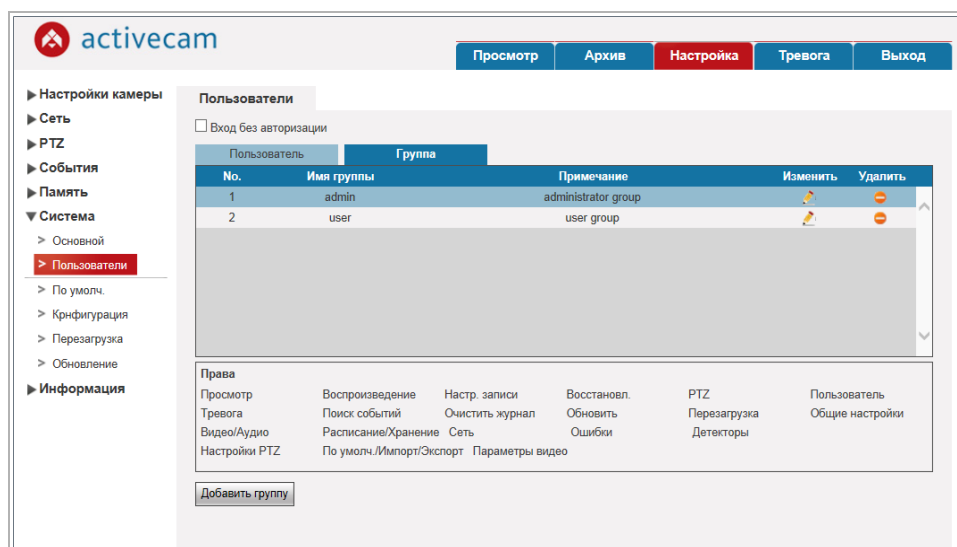 activecam
Просмотр Архив Настройка Тревога Выход
Настройки камеры
Сеть
PTZ
События
Память
Система
> Основной
> Пользователи
> По умолч.
> Крнфигурация
> Перезагрузка
> Обновление
Информация
Пользователи
Вход без авторизации
Пользователь Группа
No. Имя группы Примечание Изменить Удалить
1 admin administrator group
2 user user group
Права
Просмотр Воспроизведение Настр. записи Восстановл. PTZ Пользователь
Тревога Поиск событий Очистить журнал Обновить Перезагрузка Общие настройки
Видео/Аудио Расписание/Хранение Сеть Ошибки Детекторы
Настройки PTZ По умолч./Импорт/Экспорт Параметры видео
Добавить группу